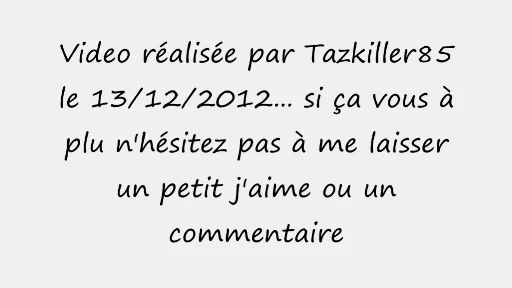 Video réalisée par Tazkiller85
le 13/12/2012... si ça vous à
plu n'hésitez pas à me laisser
un petit j'aime ou un
commentaire